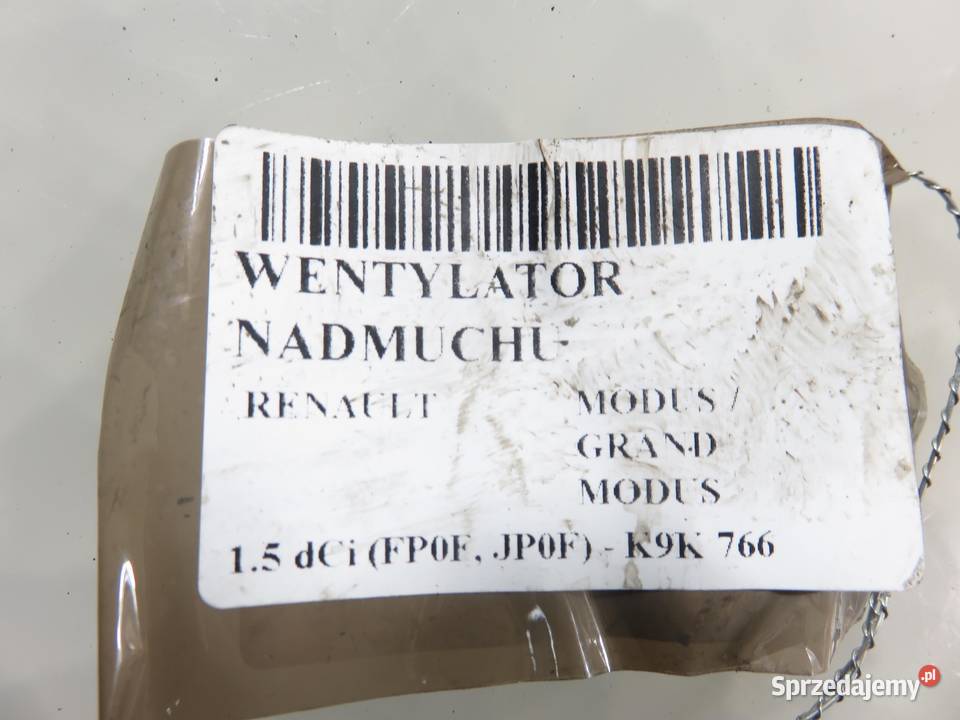 WENTYLATOR
NADMUCHU
RENAULT MODUS /
GRAND
MODUS
1.5 dCi (FP0F, JP0F) - K9K 766
Sprzedajemy.pl